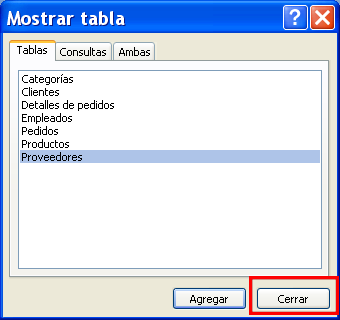 Mostrar tabla
?
Tablas Consultas Ambas
Categorías
Clientes
Detalles de pedidos
Empleados
Pedidos
Productos
Proveedores
Agregar Cerrar